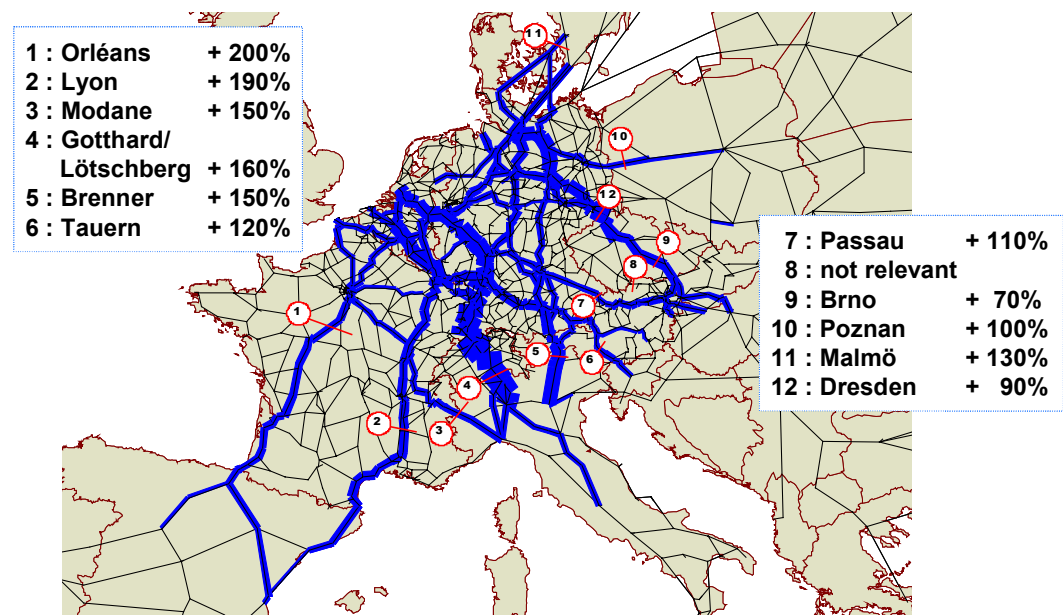 1 : Orléans + 200%
2 : Lyon + 190%
3 : Modane + 150%
4 : Gotthard/
Lötschberg + 160%
5 : Brenner + 150%
6 : Tauern + 120%
7 : Passau + 110%
8 : not relevant
9 : Brno + 70%
10 : Poznan + 100%
11 : Malmö + 130%
12 : Dresden + 90%
11
10
12
9
8
7
1
5
6
4
2
3